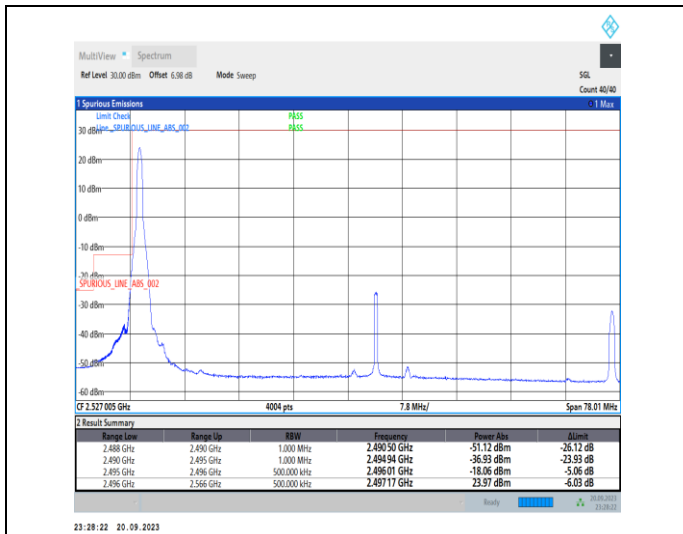 MultiView Spectrum
Ref Level 30.00 dBm Offset 6.98 dB Mode Sweep SGL
Count 40/40
1 Spurious Emissions 1 Max
Limit Check PASS
Line _SPURIOUS_LINE_ABS_002 PASS
30 dBm
20 dBm
10 dBm
0 dBm
-10 dBm
-20 dBm
_SPURIOUS_LINE_ABS_002
-30 dBm
-40 dBm
-50 dBm
-60 dBm
CF 2.527 005 GHz 4004 pts 7.8 MHz/ Span 78.01 MHz
2 Result Summary
Range Low Range Up RBW Frequency Power Abs ΔLimit
2.488 GHz 2.490 GHz 1.000 MHz 2.490 50 GHz -51.12 dBm -26.12 dB
2.490 GHz 2.495 GHz 1.000 MHz 2.494 94 GHz -36.93 dBm -23.93 dB
2.495 GHz 2.496 GHz 500.000 kHz 2.496 01 GHz -18.06 dBm -5.06 dB
2.496 GHz 2.566 GHz 500.000 kHz 2.497 17 GHz 23.97 dBm -6.03 dB
Ready 20.09.2023
23:28:22
23:28:22 20.09.2023